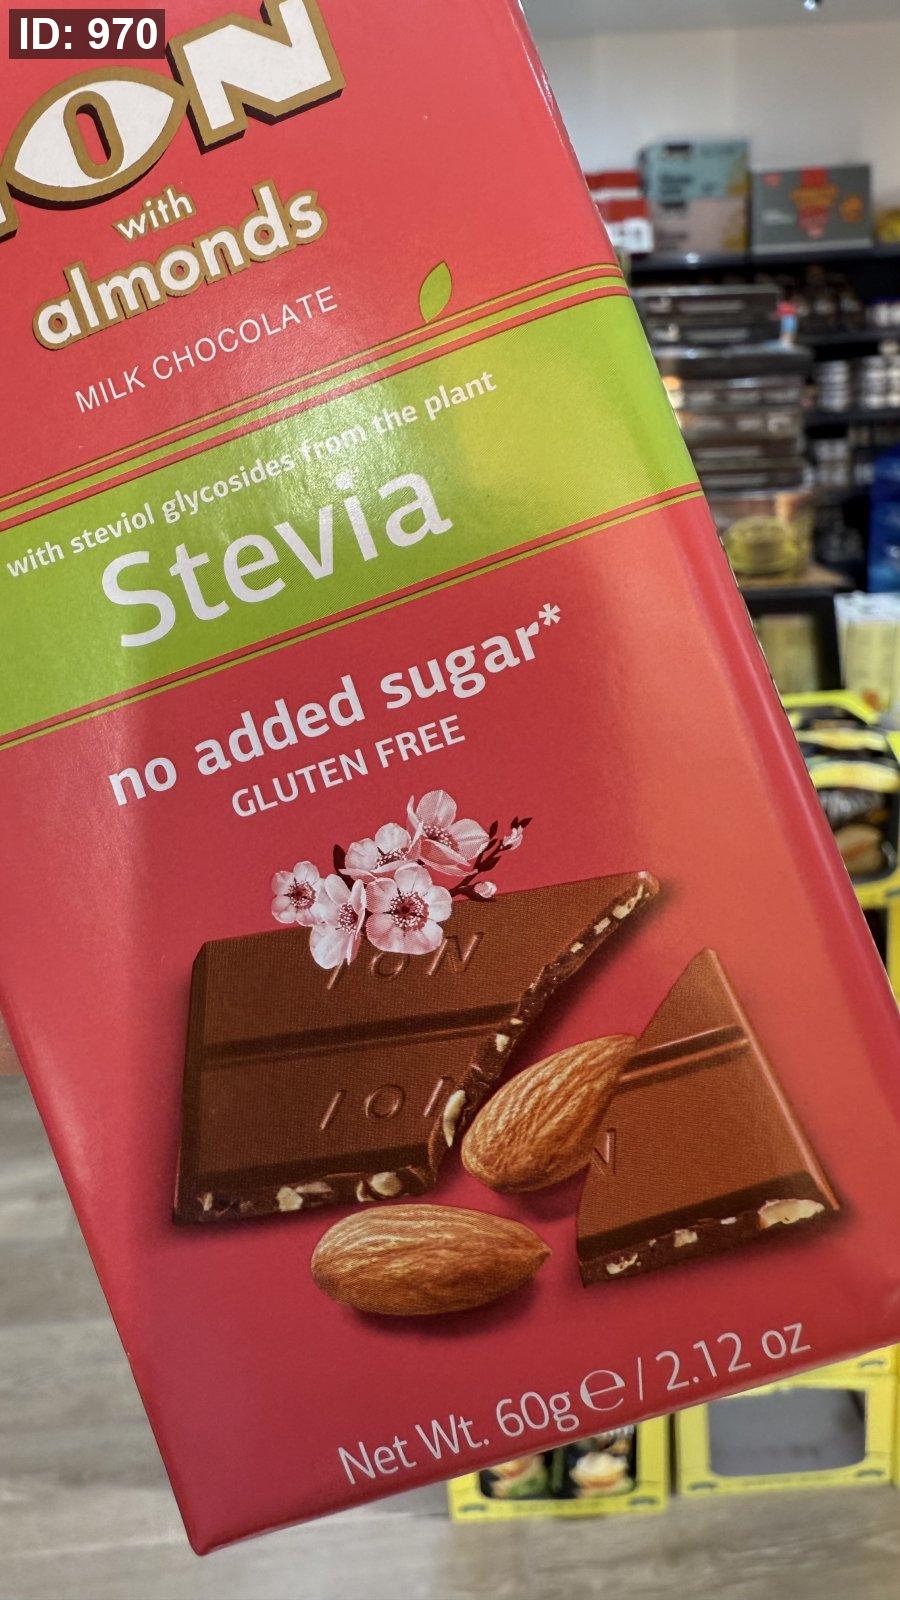 ID: 970
ION
with
almonds
MILK CHOCOLATE
with steviol glycosides from the plant
Stevia
no added sugar*
GLUTEN FREE
ION
ION
N
Net Wt. 60g ℮ / 2.12 oz